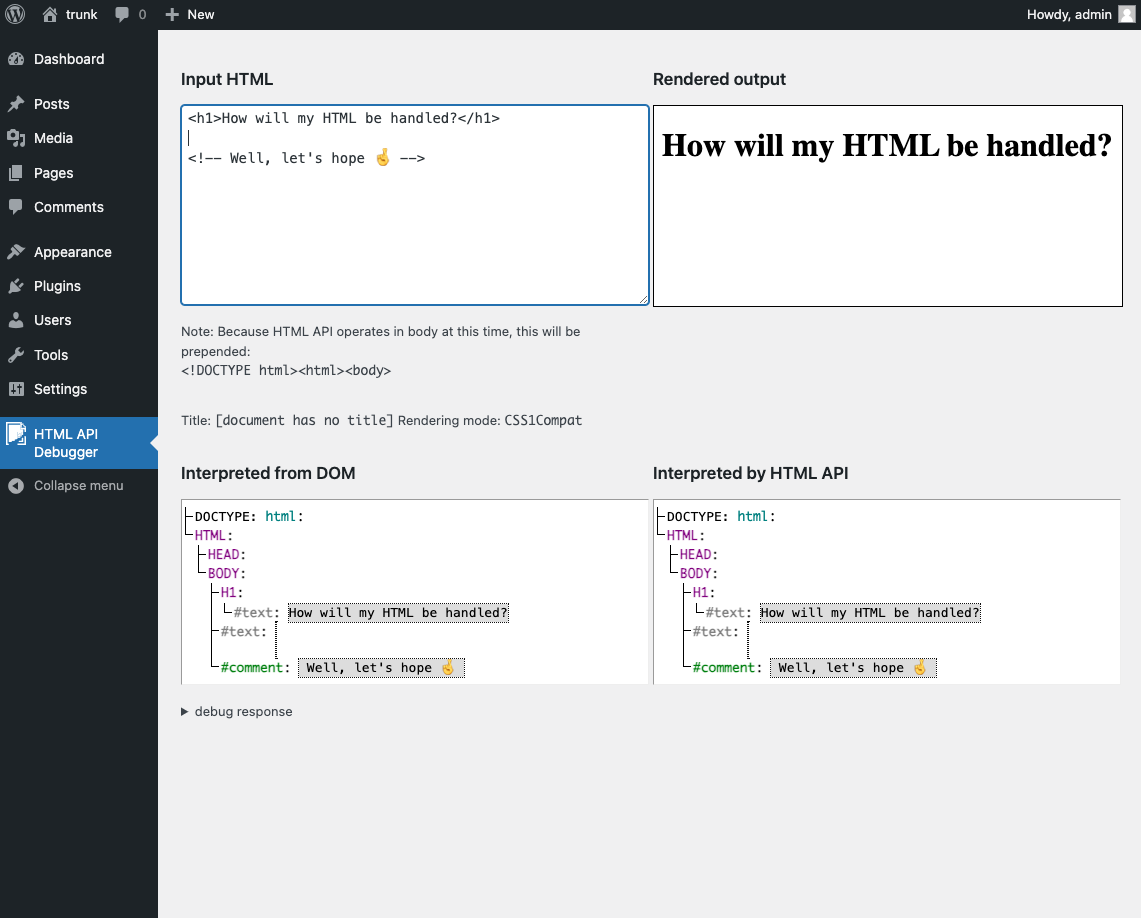 trunk 0 New Howdy, admin
Dashboard
Posts
Media
Pages
Comments
Appearance
Plugins
Users
Tools
Settings
HTML API
Debugger
Collapse menu
Input HTML
<h1>How will my HTML be handled?</h1>
<!-- Well, let's hope 🤞 -->
Rendered output
How will my HTML be handled?
Note: Because HTML API operates in body at this time, this will be
prepended:
<!DOCTYPE html><html><body>
Title: [document has no title] Rendering mode: CSS1Compat
Interpreted from DOM
DOCTYPE: html:
HTML:
HEAD:
BODY:
H1:
#text: How will my HTML be handled?
#text:
#comment: Well, let's hope 🤞
Interpreted by HTML API
DOCTYPE: html:
HTML:
HEAD:
BODY:
H1:
#text: How will my HTML be handled?
#text:
#comment: Well, let's hope 🤞
debug response